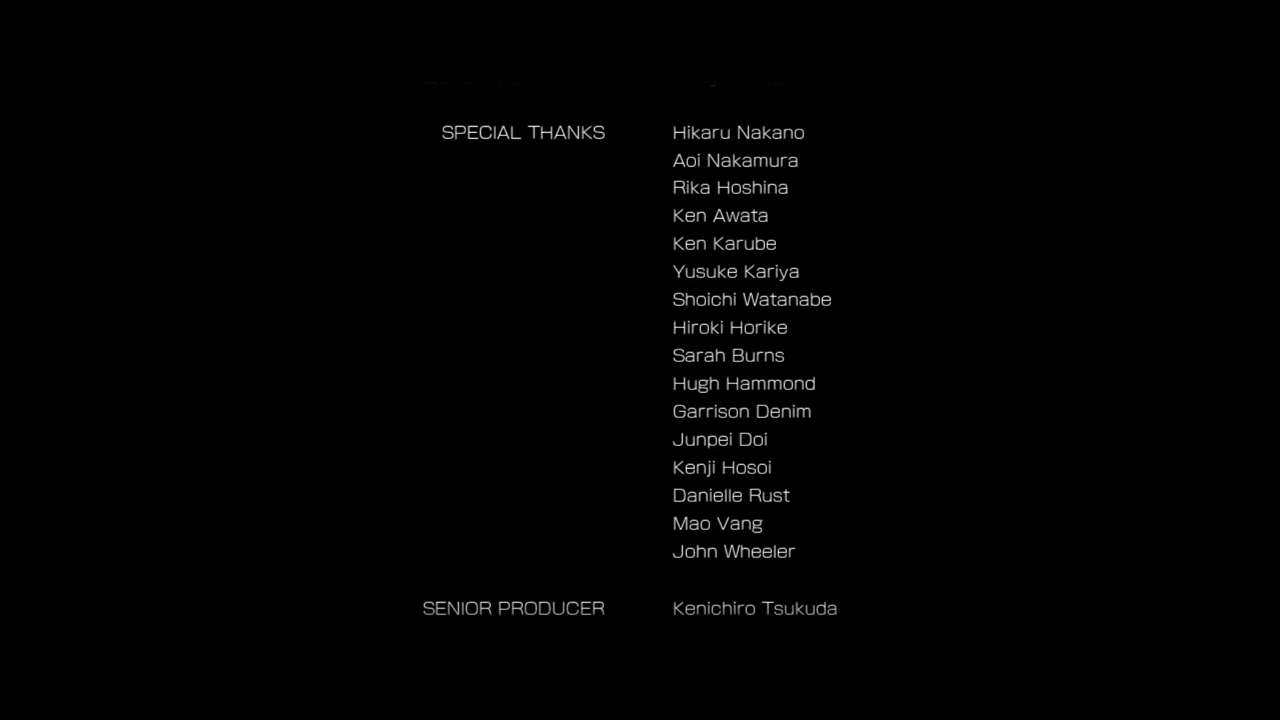 SPECIAL THANKS Hikaru Nakano
Aoi Nakamura
Rika Hoshina
Ken Awata
Ken Karube
Yusuke Kariya
Shoichi Watanabe
Hiroki Horike
Sarah Burns
Hugh Hammond
Garrison Denim
Junpei Doi
Kenji Hosoi
Danielle Rust
Mao Vang
John Wheeler
SENIOR PRODUCER Kenichiro Tsukuda